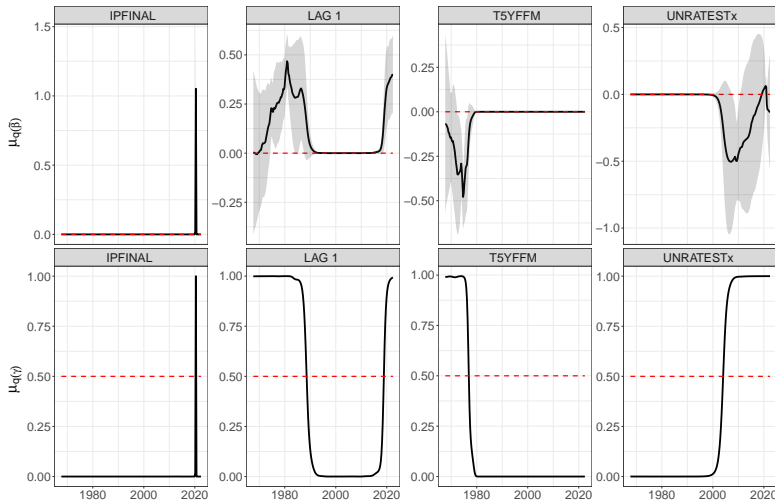 IPFINAL LAG 1 T5YFFM UNRATESTx
μq(β̃)
1.5 1.0 0.5 0.0
0.50 0.25 0.00 −0.25
0.25 0.00 −0.25 −0.50
0.5 0.0 −0.5 −1.0
IPFINAL LAG 1 T5YFFM UNRATESTx
μq(γ)
1.00 0.75 0.50 0.25 0.00
1.00 0.75 0.50 0.25 0.00
1.00 0.75 0.50 0.25 0.00
1.00 0.75 0.50 0.25 0.00
1980 2000 2020 1980 2000 2020 1980 2000 2020 1980 2000 2020